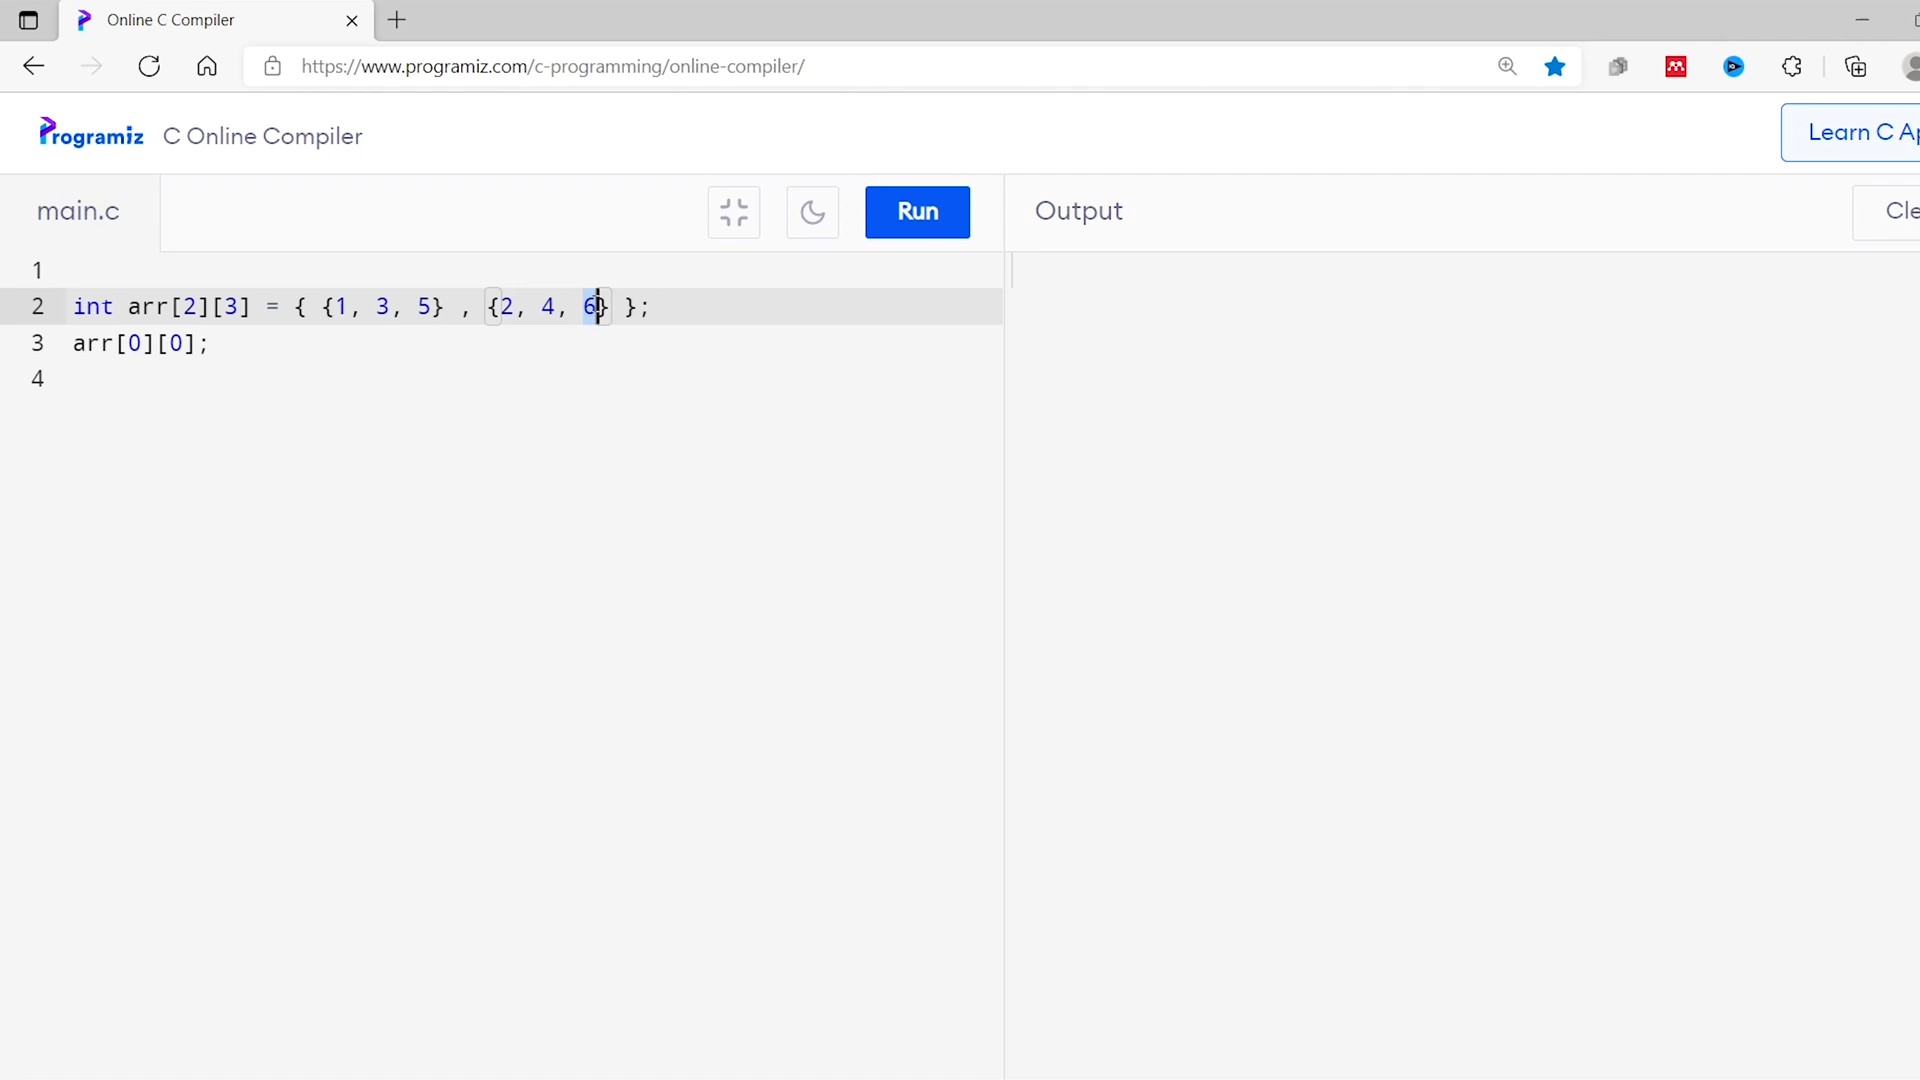 Online C Compiler
https://www.programiz.com/c-programming/online-compiler/
Programiz C Online Compiler
Learn C Ap
main.c
Run
Output
Cle
1
2 int arr[2][3] = { {1, 3, 5} , {2, 4, 6} };
3 arr[0][0];
4